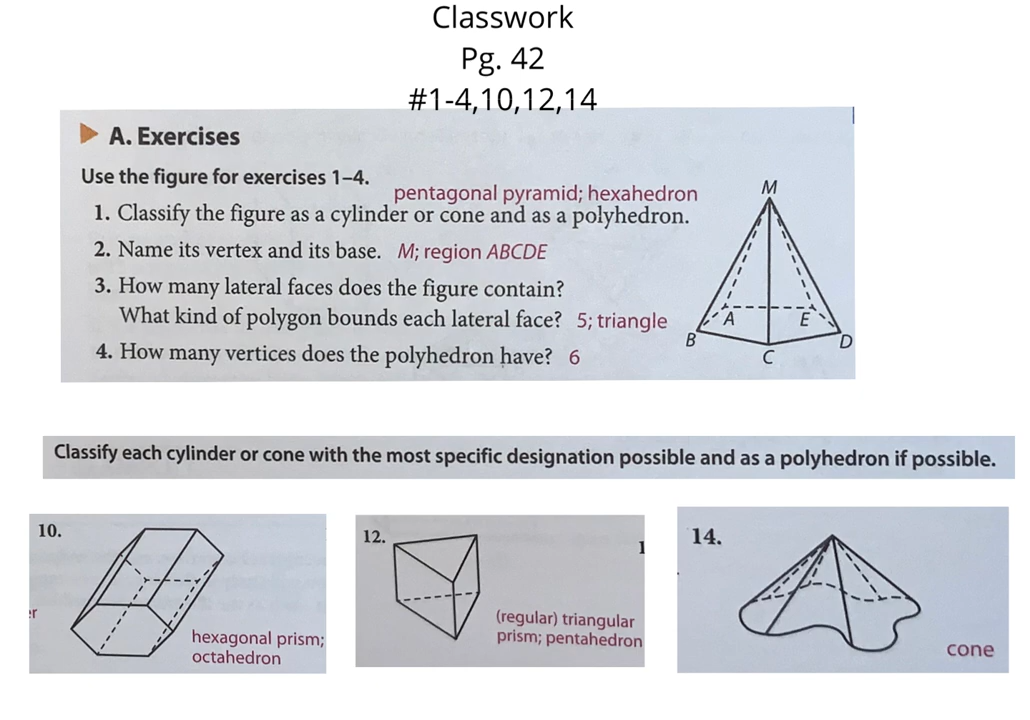 Classwork
Pg. 42
#1-4,10,12,14
A. Exercises
Use the figure for exercises 1–4.
pentagonal pyramid; hexahedron
1. Classify the figure as a cylinder or cone and as a polyhedron.
2. Name its vertex and its base. M; region ABCDE
3. How many lateral faces does the figure contain?
What kind of polygon bounds each lateral face? 5; triangle
4. How many vertices does the polyhedron have? 6
M
A
E
B
D
C
Classify each cylinder or cone with the most specific designation possible and as a polyhedron if possible.
10.
er
hexagonal prism;
octahedron
12.
1
(regular) triangular
prism; pentahedron
14.
cone